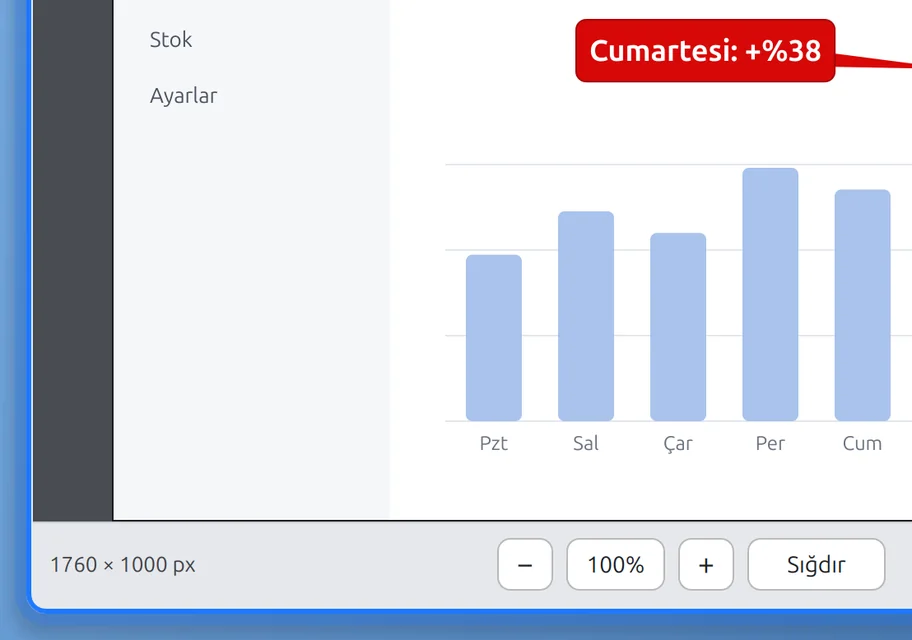 Stok
Ayarlar
Cumartesi: +%38
Pzt Sal Çar Per Cum
1760 × 1000 px
− 100% + Sığdır